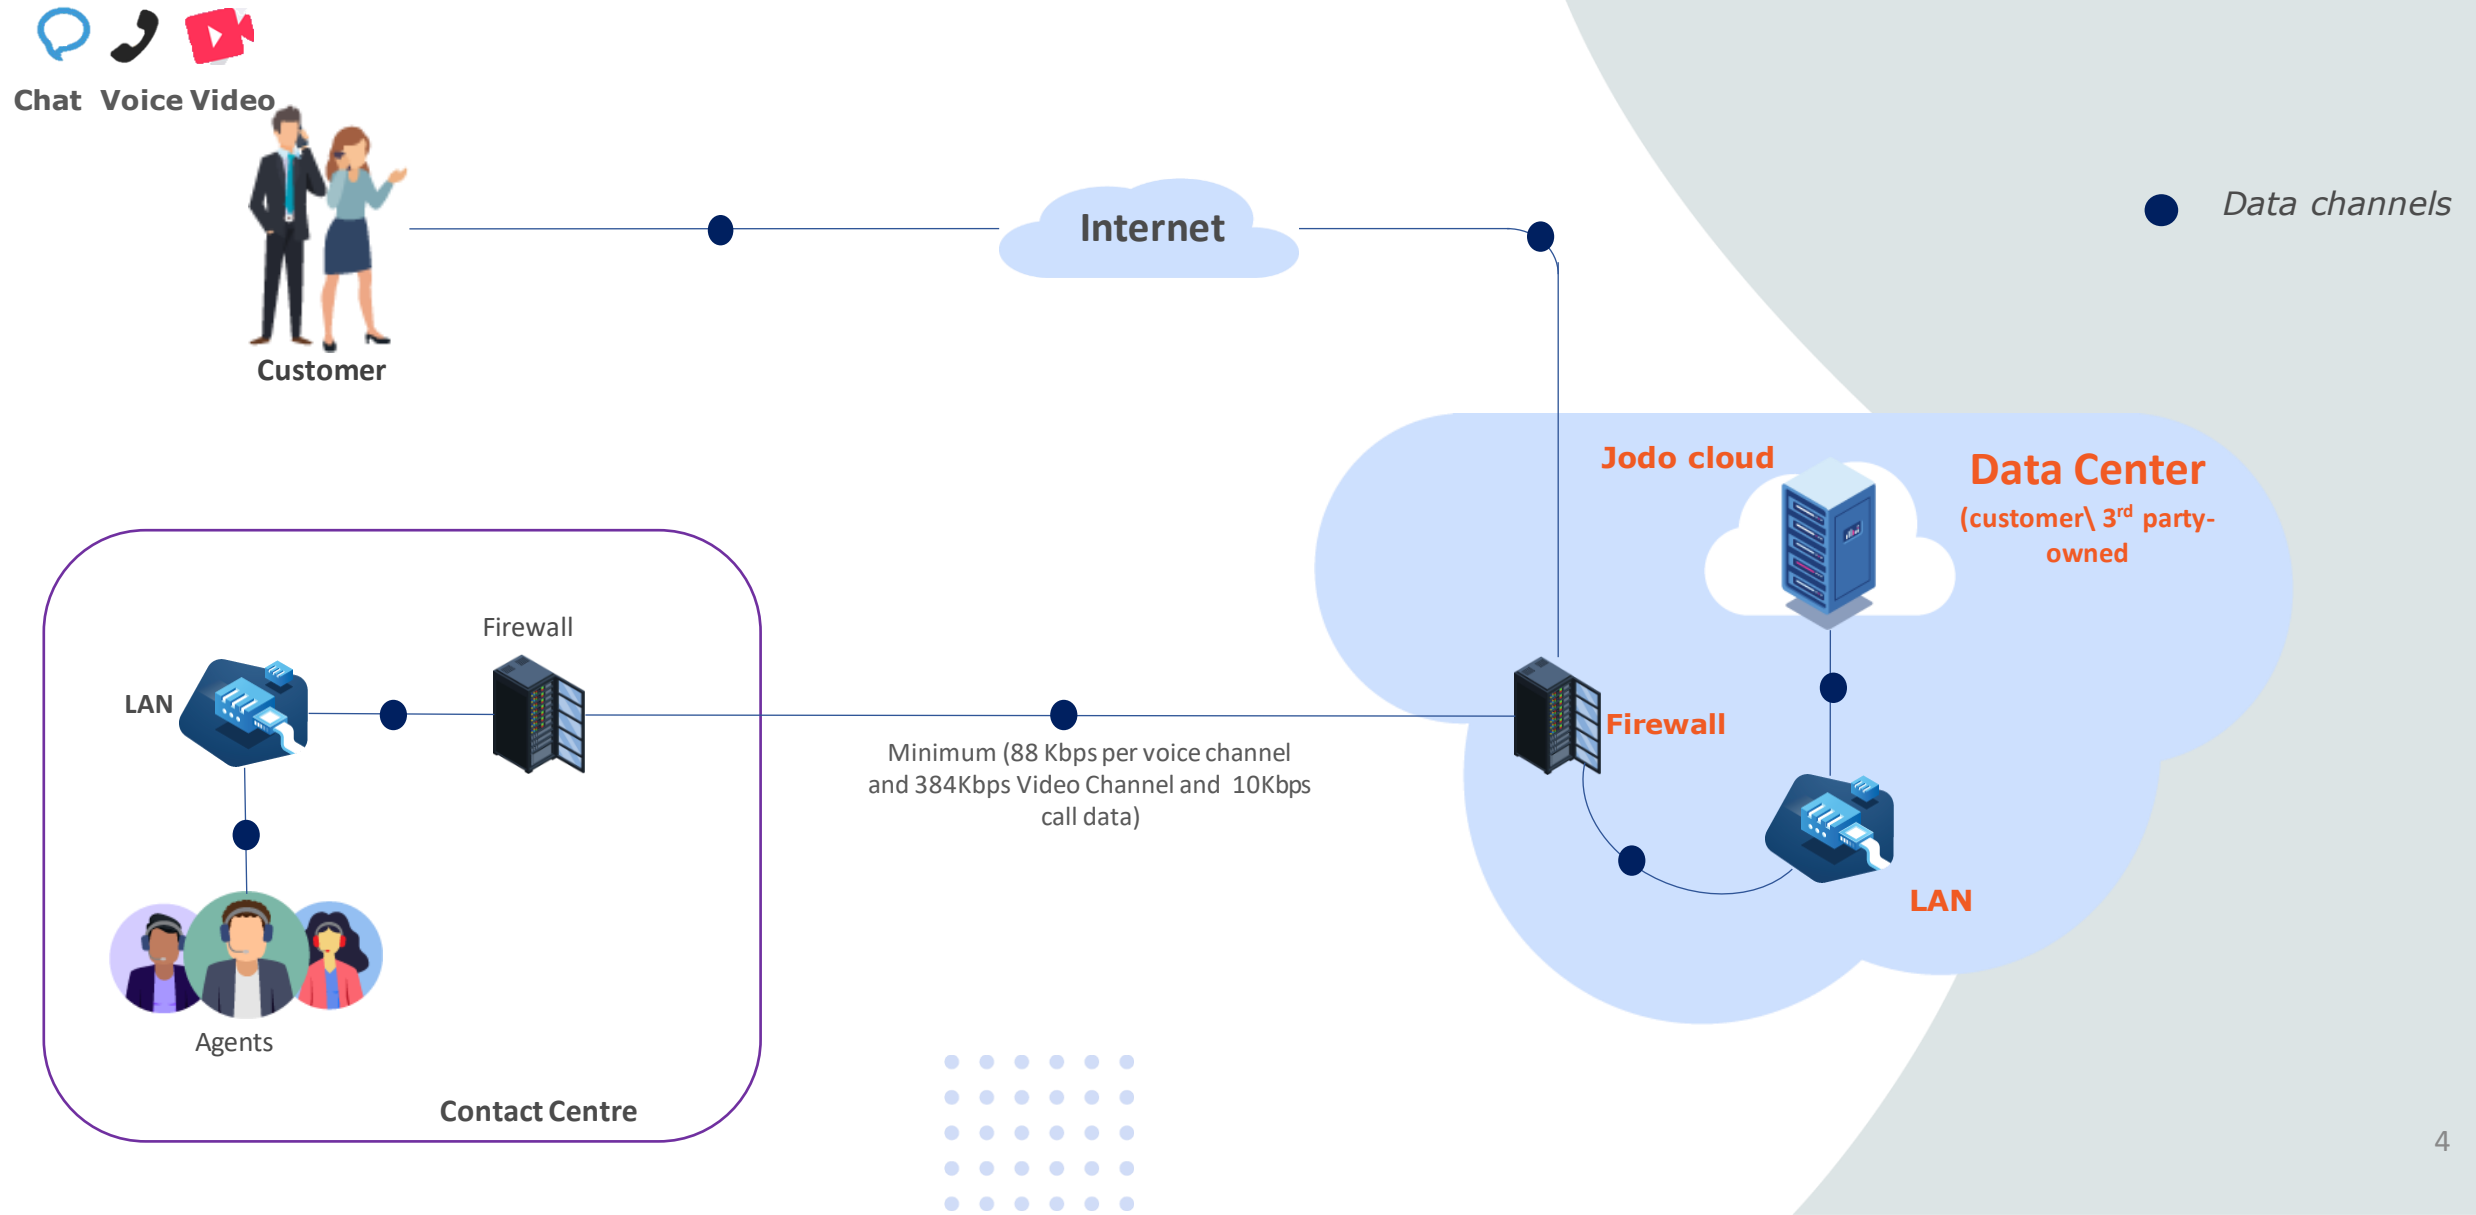 Chat Voice Video
Customer
Internet
Data channels
Jodo cloud
Data Center
(customer\ 3rd party-
owned
Firewall
LAN
Minimum (88 Kbps per voice channel
and 384Kbps Video Channel and 10Kbps
call data)
Firewall
LAN
Agents
Contact Centre
4